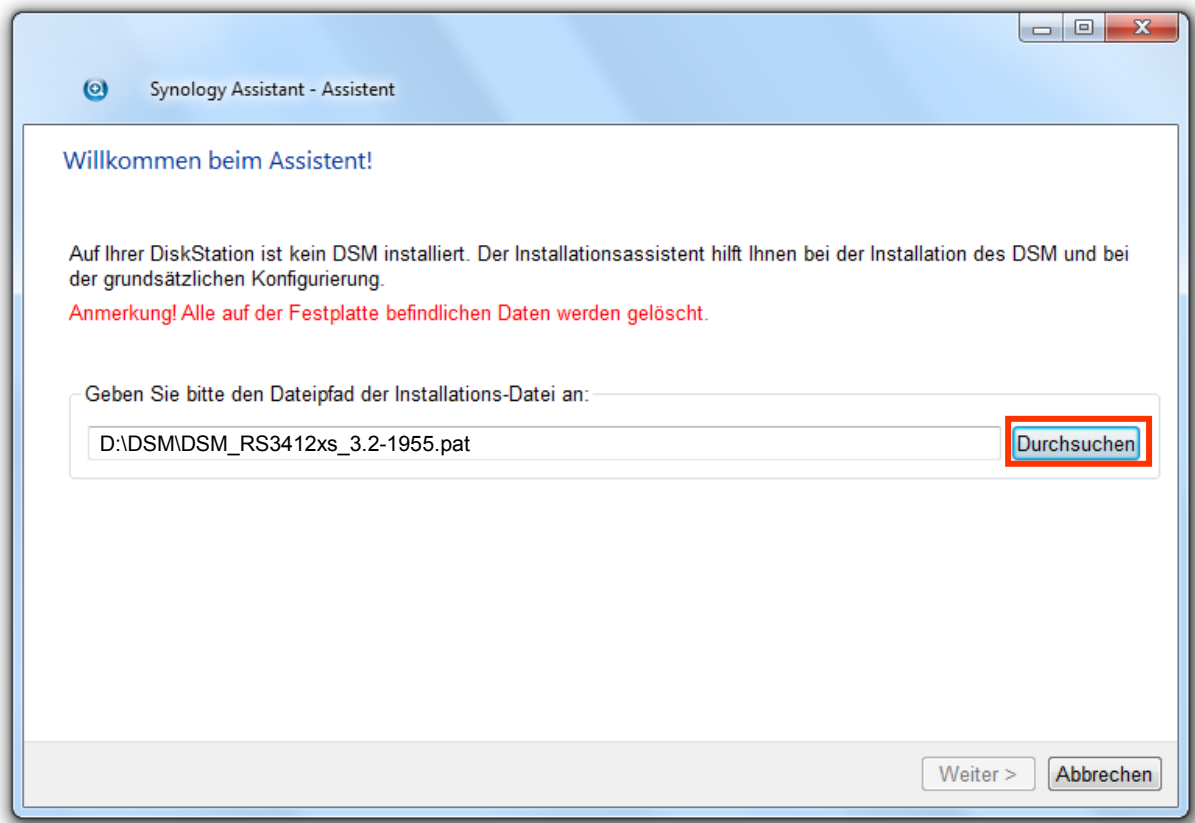 Synology Assistant - Assistent
Willkommen beim Assistent!
Auf Ihrer DiskStation ist kein DSM installiert. Der Installationsassistent hilft Ihnen bei der Installation des DSM und bei
der grundsätzlichen Konfigurierung.
Anmerkung! Alle auf der Festplatte befindlichen Daten werden gelöscht.
Geben Sie bitte den Dateipfad der Installations-Datei an:
D:\DSM\DSM_RS3412xs_3.2-1955.pat
Durchsuchen
Weiter >
Abbrechen